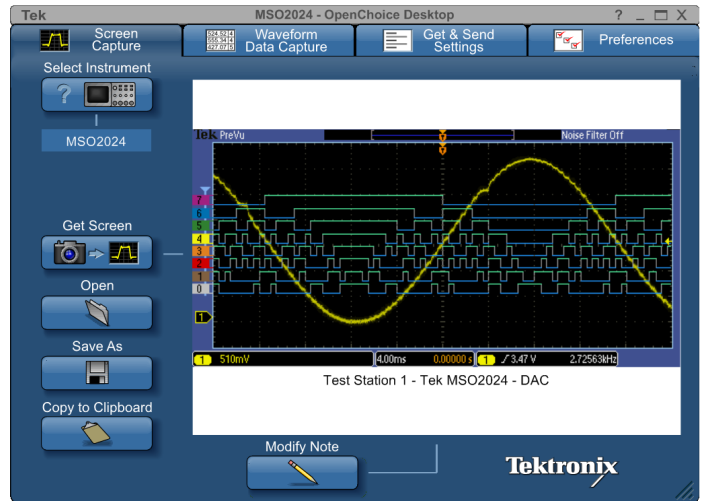 Tek MSO2024 - OpenChoice Desktop ? _ X
Screen Capture
Waveform Data Capture
Get & Send Settings
Preferences
Select Instrument
?
MSO2024
Get Screen
Open
Save As
Copy to Clipboard
Tek PreVu Noise Filter Off
7
6
5
4
3
2
1
0
1
1 510mV 4.00ms 0.00000 s 1 3.47 V 2.72563kHz
Test Station 1 - Tek MSO2024 - DAC
Modify Note
Tektronix